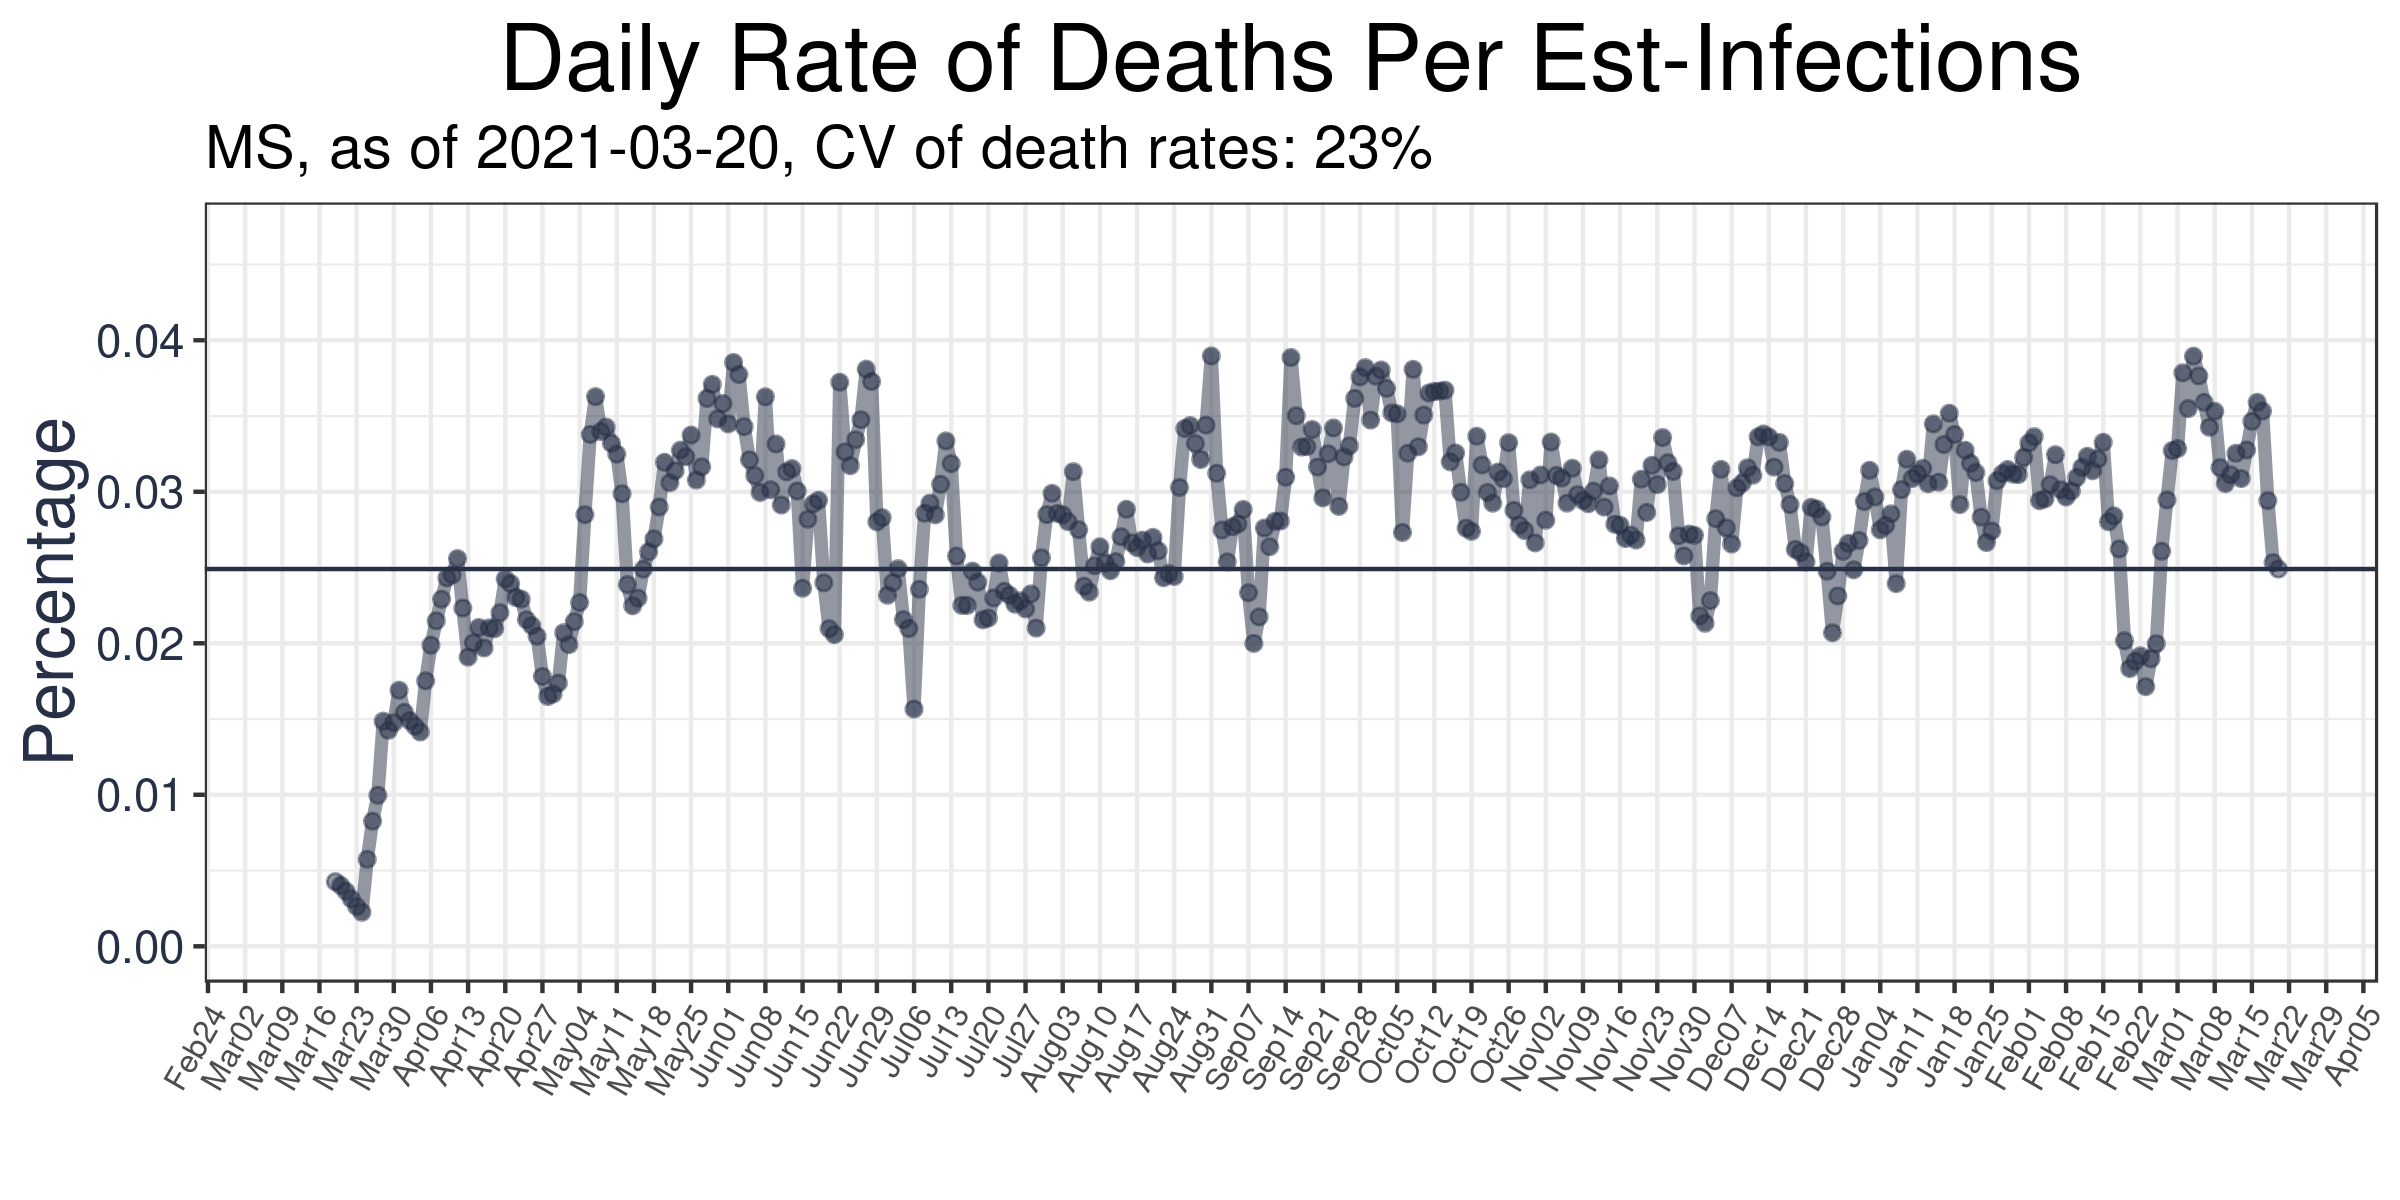 Daily Rate of Deaths Per Est-Infections
MS, as of 2021-03-20, CV of death rates: 23%
Percentage
0.04
0.03
0.02
0.01
0.00
Feb24 Mar02 Mar09 Mar16 Mar23 Mar30 Apr06 Apr13 Apr20 Apr27 May04 May11 May18 May25 Jun01 Jun08 Jun15 Jun22 Jun29 Jul06 Jul13 Jul20 Jul27 Aug03 Aug10 Aug17 Aug24 Aug31 Sep07 Sep14 Sep21 Sep28 Oct05 Oct12 Oct19 Oct26 Nov02 Nov09 Nov16 Nov23 Nov30 Dec07 Dec14 Dec21 Dec28 Jan04 Jan11 Jan18 Jan25 Feb01 Feb08 Feb15 Feb22 Mar01 Mar08 Mar15 Mar22 Mar29 Apr05